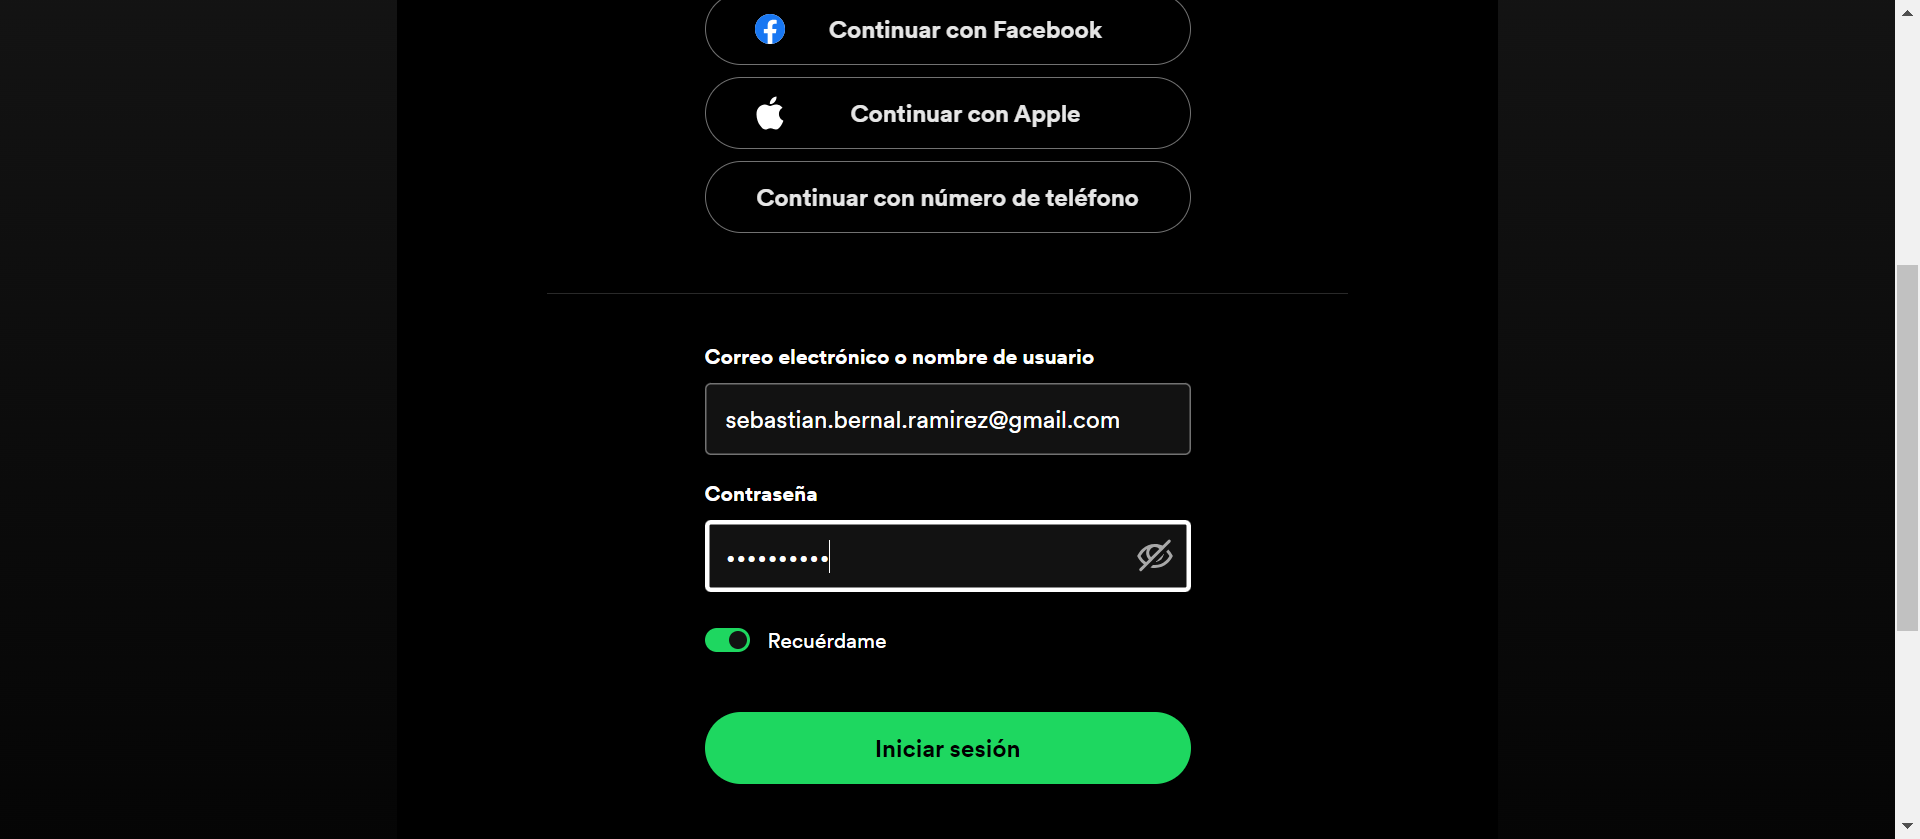 Continuar con Facebook
Continuar con Apple
Continuar con número de teléfono
Correo electrónico o nombre de usuario
sebastian.bernal.ramirez@gmail.com
Contraseña
••••••••••
Recuérdame
Iniciar sesión